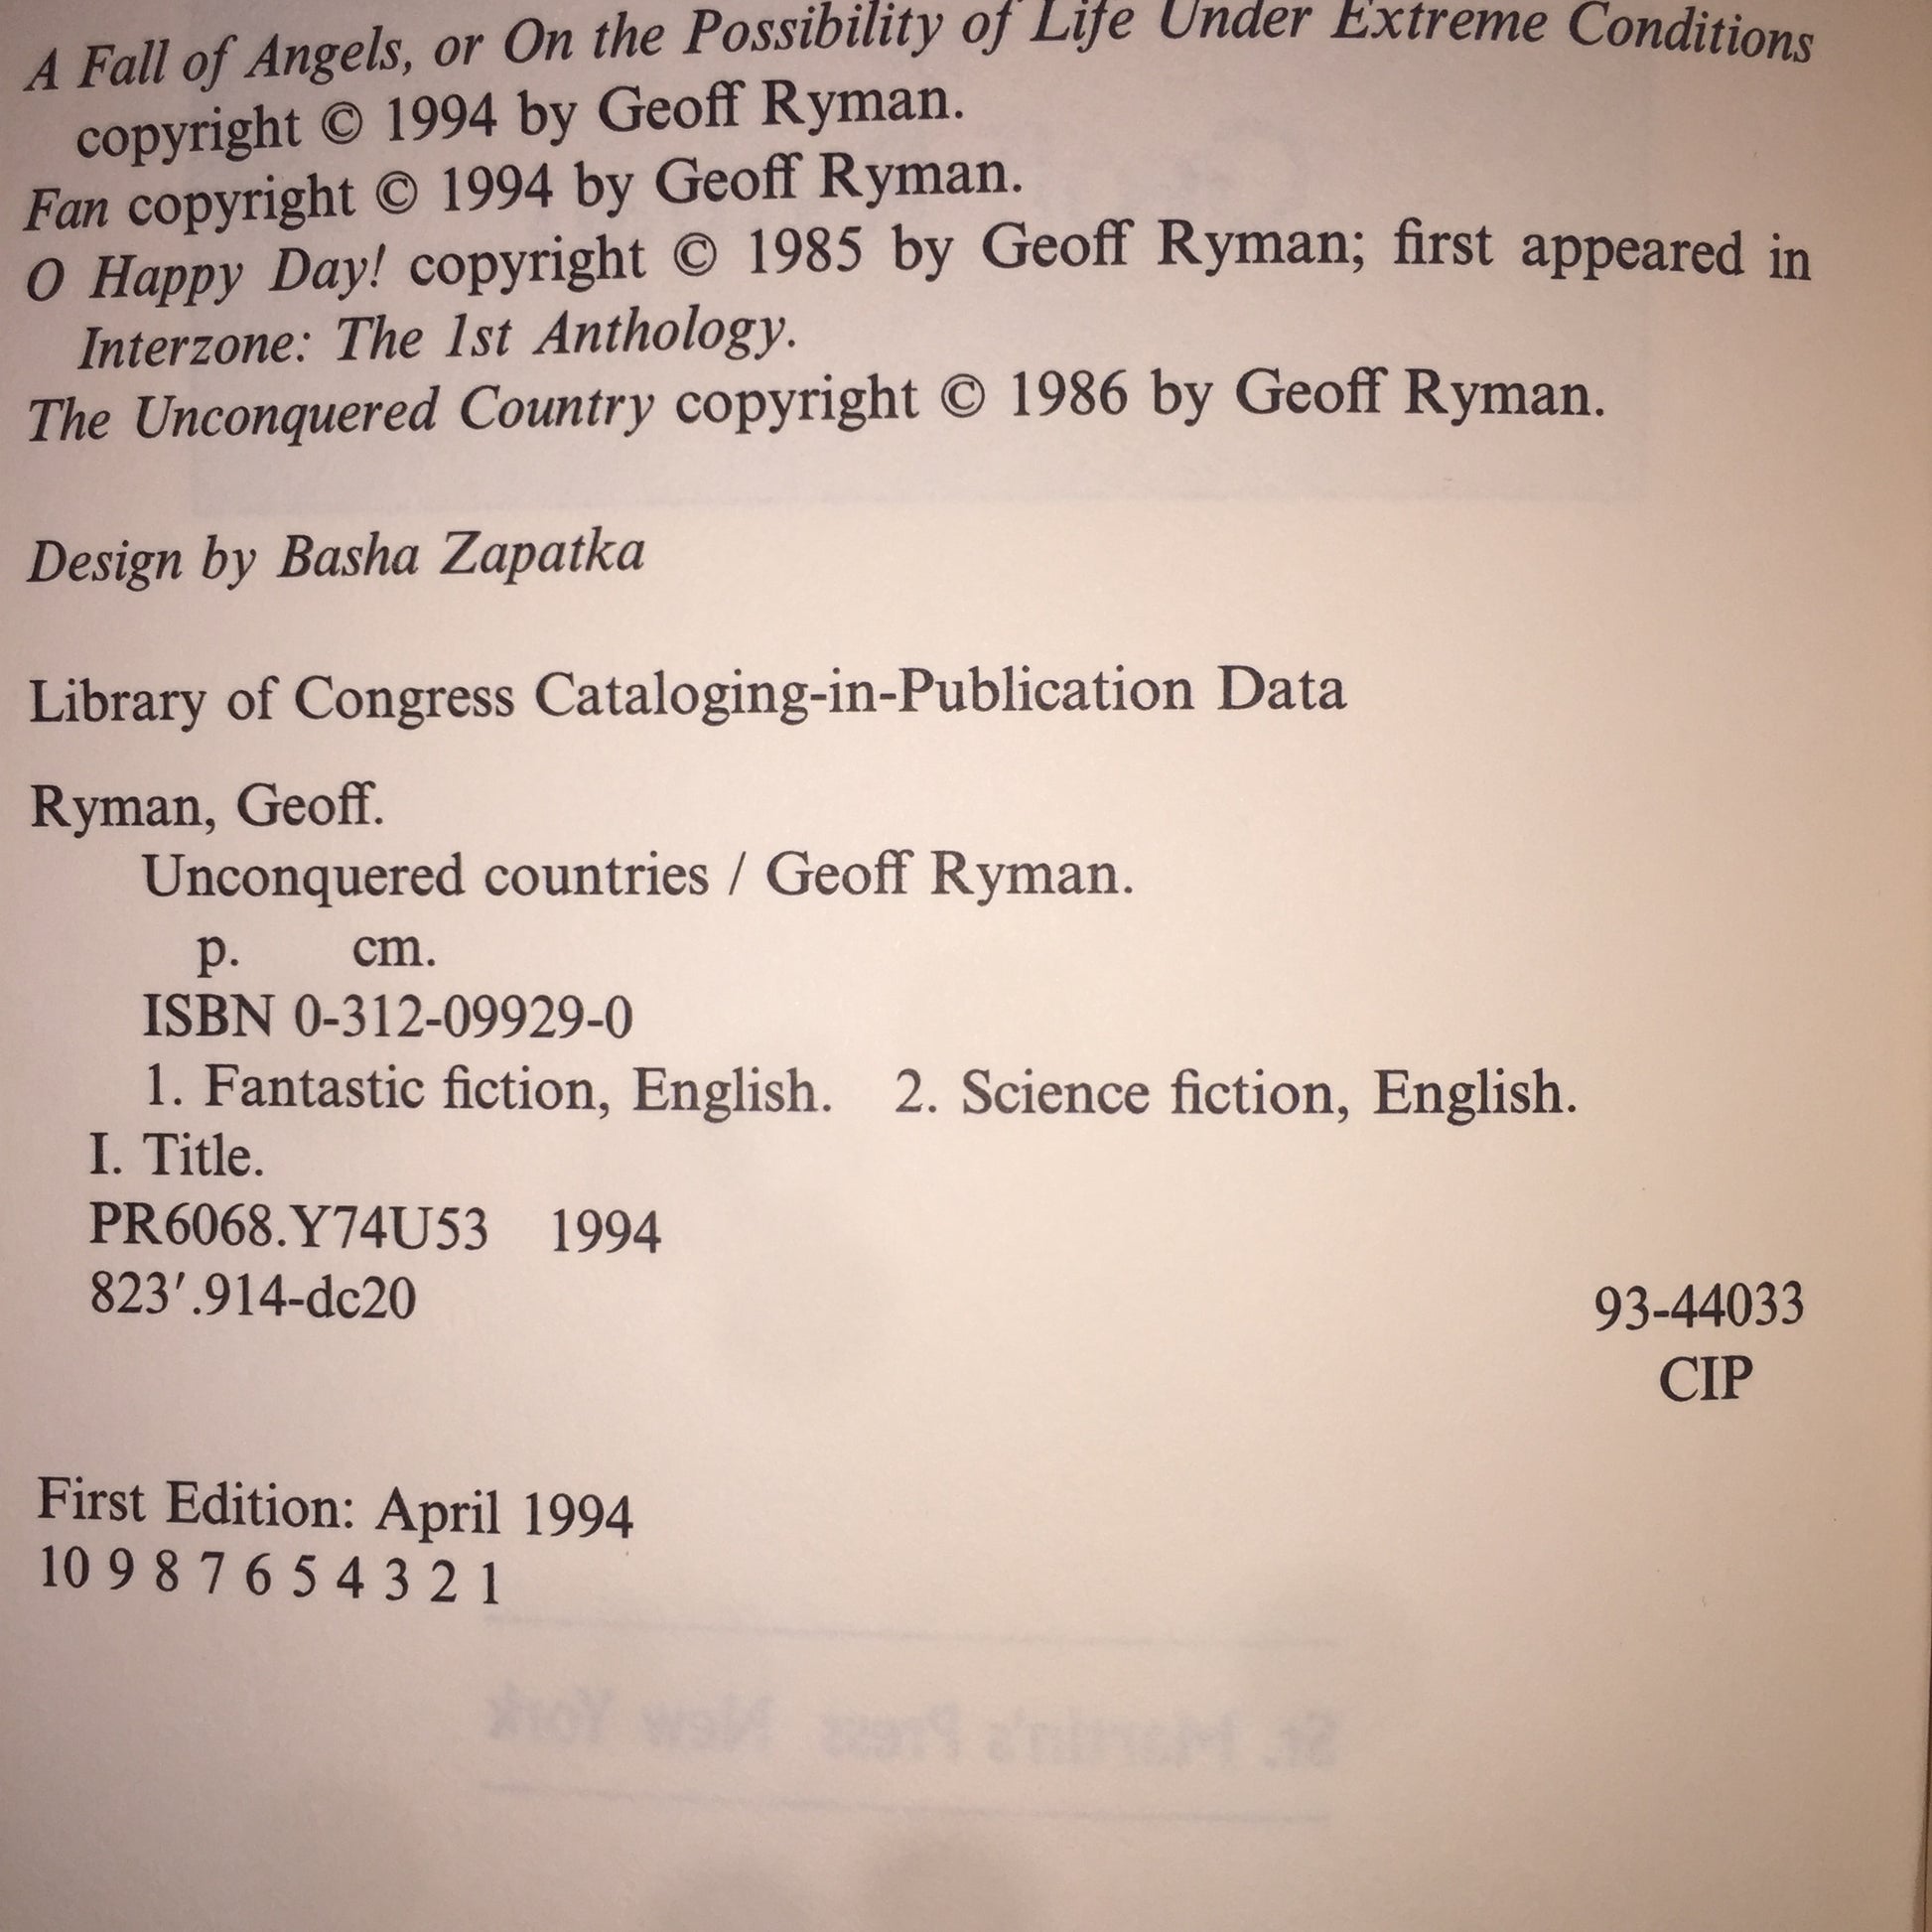 A Fall of Angels, or On the Possibility of Life Under Extreme Conditions
copyright © 1994 by Geoff Ryman.
Fan copyright © 1994 by Geoff Ryman.
O Happy Day! copyright © 1985 by Geoff Ryman; first appeared in
Interzone: The 1st Anthology.
The Unconquered Country copyright © 1986 by Geoff Ryman.
Design by Basha Zapatka
Library of Congress Cataloging-in-Publication Data
Ryman, Geoff.
Unconquered countries / Geoff Ryman.
p. cm.
ISBN 0-312-09929-0
1. Fantastic fiction, English. 2. Science fiction, English.
I. Title.
PR6068.Y74U53 1994
823′.914-dc20 93-44033
CIP
First Edition: April 1994
10 9 8 7 6 5 4 3 2 1
St. Martin's Press New York